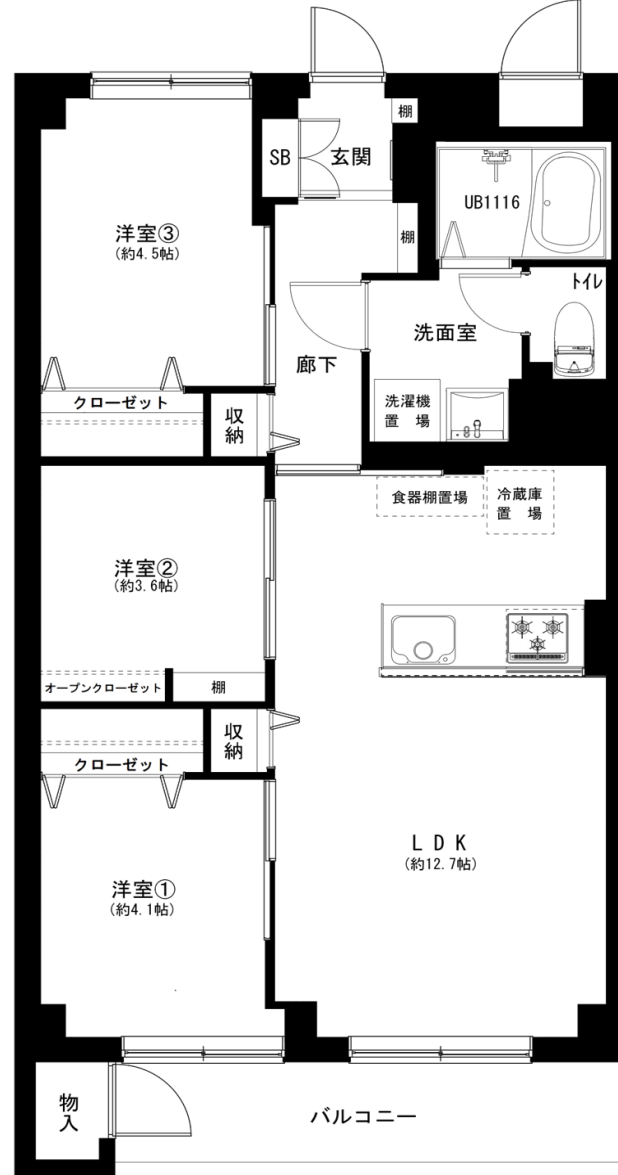 棚
SB
玄関
UB1116
棚
洋室③
(約4.5帖)
トイレ
洗面室
廊下
洗濯機
置 場
クローゼット
収
納
食器棚置場
冷蔵庫
置 場
洋室②
(約3.6帖)
オープンクローゼット
棚
収
納
クローゼット
LDK
(約12.7帖)
洋室①
(約4.1帖)
物
入
バルコニー